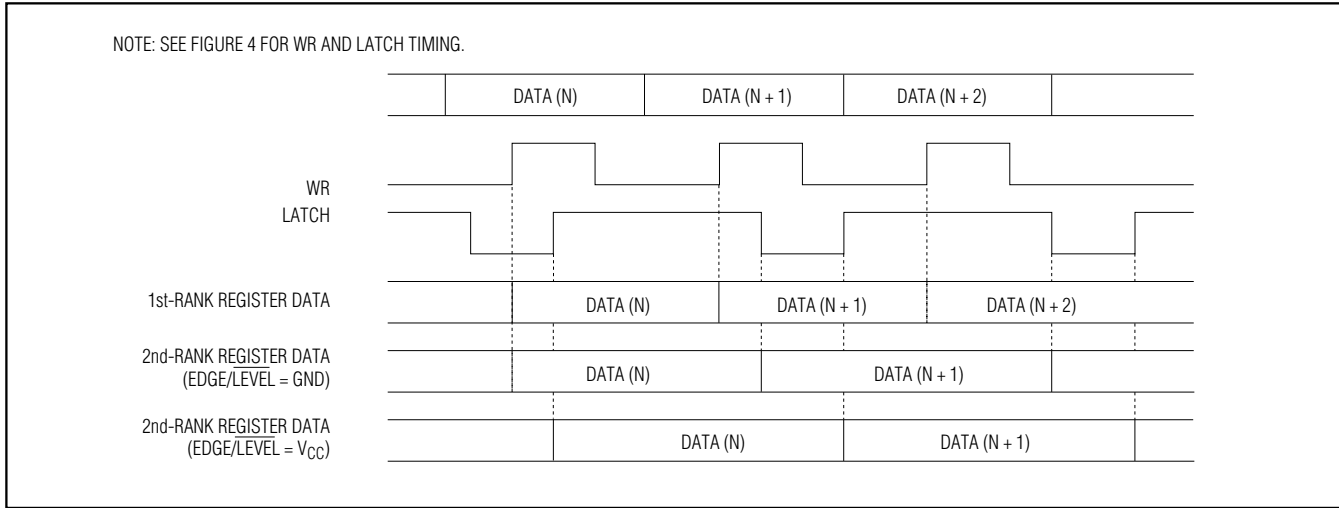 NOTE: SEE FIGURE 4 FOR WR AND LATCH TIMING.
DATA (N) DATA (N + 1) DATA (N + 2)
WR
LATCH
1st-RANK REGISTER DATA DATA (N) DATA (N + 1) DATA (N + 2)
2nd-RANK REGISTER DATA
(EDGE/LEVEL = GND) DATA (N) DATA (N + 1)
2nd-RANK REGISTER DATA
(EDGE/LEVEL = VCC) DATA (N) DATA (N + 1)